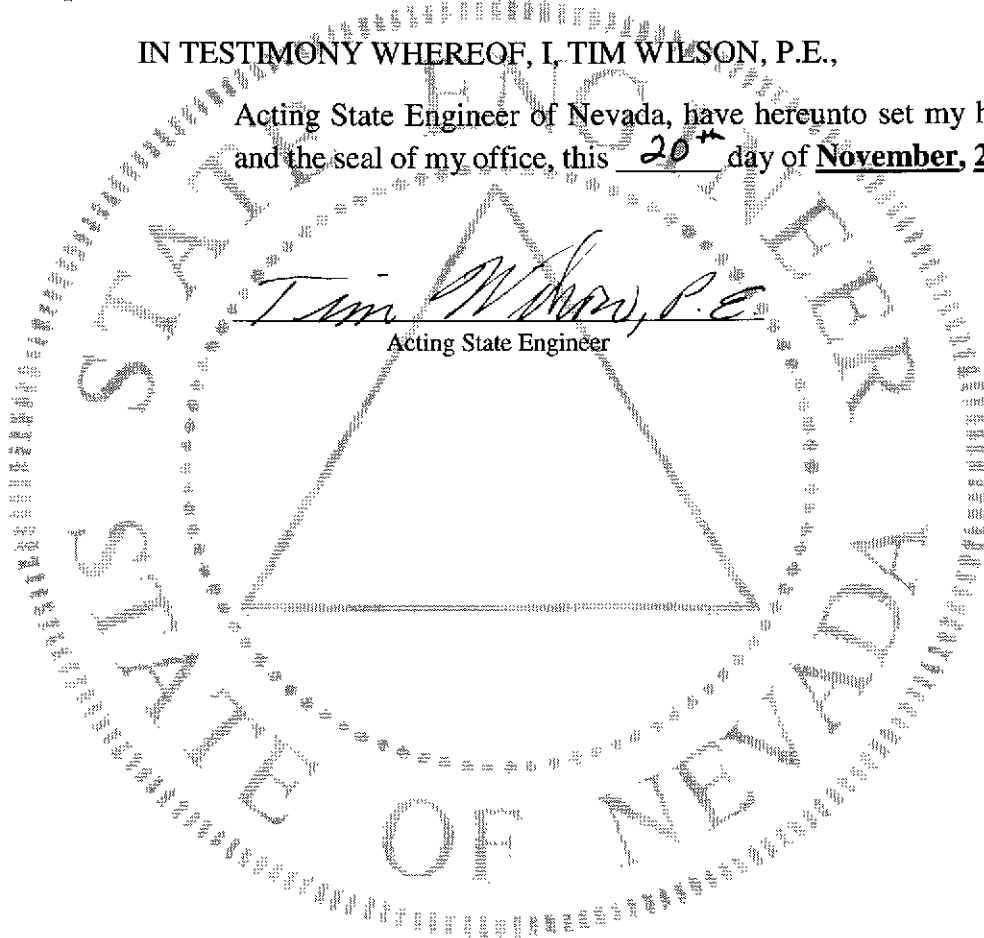 IN TESTIMONY WHEREOF, I, TIM WILSON, P.E.,
Acting State Engineer of Nevada, have hereunto set my
and the seal of my office, this 20th day of November,
Tim Wilson, P.E.
Acting State Engineer
STATE ENGINEER
STATE OF NEVADA